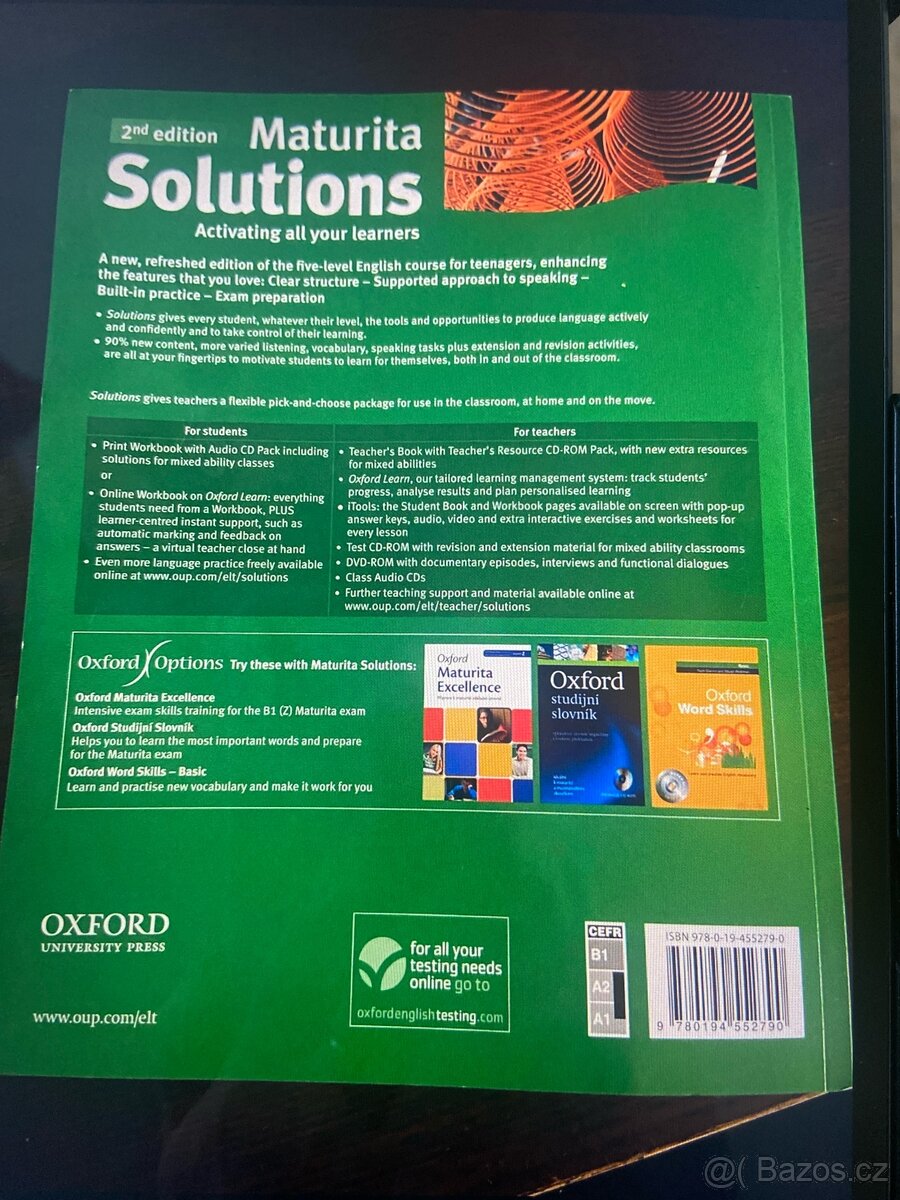 2nd edition
Maturita
Solutions
Activating all your learners
A new, refreshed edition of the five-level English course for teenagers, enhancing
the features that you love: Clear structure – Supported approach to speaking –
Built-in practice – Exam preparation
• Solutions gives every student, whatever their level, the tools and opportunities to produce language actively
and confidently and to take control of their learning.
• 90% new content, more varied listening, vocabulary, speaking tasks plus extension and revision activities,
are all at your fingertips to motivate students to learn for themselves, both in and out of the classroom.
Solutions gives teachers a flexible pick-and-choose package for use in the classroom, at home and on the move.
For students
• Print Workbook with Audio CD Pack including
solutions for mixed ability classes
or
• Online Workbook on Oxford Learn: everything
students need from a Workbook, PLUS
learner-centred instant support, such as
automatic marking and feedback on
answers – a virtual teacher close at hand
• Even more language practice freely available
online at www.oup.com/elt/solutions
For teachers
• Teacher's Book with Teacher's Resource CD-ROM Pack, with new extra resources
for mixed abilities
• Oxford Learn, our tailored learning management system: track students'
progress, analyse results and plan personalised learning
• iTools: the Student Book and Workbook pages available on screen with pop-up
answer keys, audio, video and extra interactive exercises and worksheets for
every lesson
• Test CD-ROM with revision and extension material for mixed ability classrooms
• DVD-ROM with documentary episodes, interviews and functional dialogues
• Class Audio CDs
• Further teaching support and material available online at
www.oup.com/elt/teacher/solutions
Oxford Options Try these with Maturita Solutions:
Oxford Maturita Excellence
Intensive exam skills training for the B1 (Z) Maturita exam
Oxford Studijní Slovník
Helps you to learn the most important words and prepare
for the Maturita exam
Oxford Word Skills – Basic
Learn and practise new vocabulary and make it work for you
Oxford
Maturita
Excellence
Oxford
studijní
slovník
Oxford
Word Skills
OXFORD
UNIVERSITY PRESS
www.oup.com/elt
for all your
testing needs
online go to
oxfordenglishtesting.com
CEFR
B1
A2
A1
ISBN 978-0-19-455279-0
9 780194 552790
@( Bazos.cz